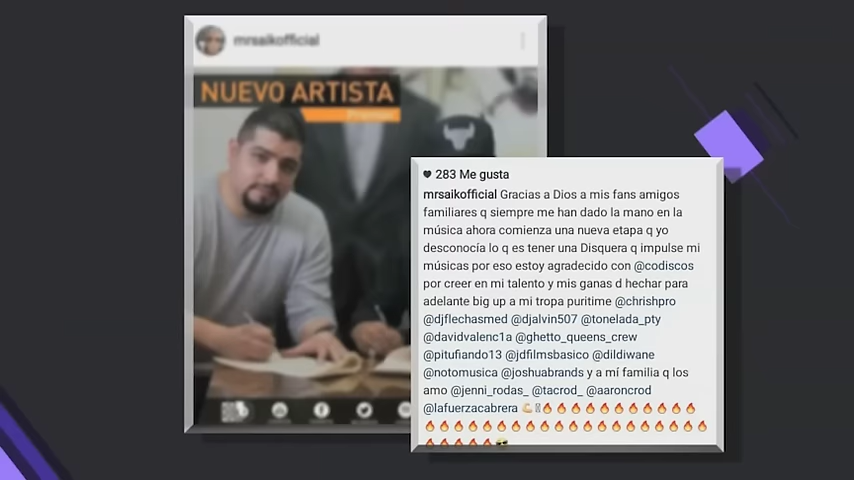 mrsaikofficial
NUEVO ARTISTA
283 Me gusta
mrsaikofficial Gracias a Dios a mis fans amigos
familiares q siempre me han dado la mano en la
música ahora comienza una nueva etapa q yo
desconocía lo q es tener una Disquera q impulse mi
músicas por eso estoy agradecido con @codiscos
por creer en mi talento y mis ganas d hechar para
adelante big up a mi tropa puritime @chrishpro
@djflechasmed @djalvin507 @tonelada_pty
@davidvalenc1a @ghetto_queens_crew
@pitufiando13 @jdfilmsbasico @dildiwane
@notomusica @joshuabrands y a mí familia q los
amo @jenni_rodas_ @tacrod_ @aaroncrod
@lafuerzacabrera